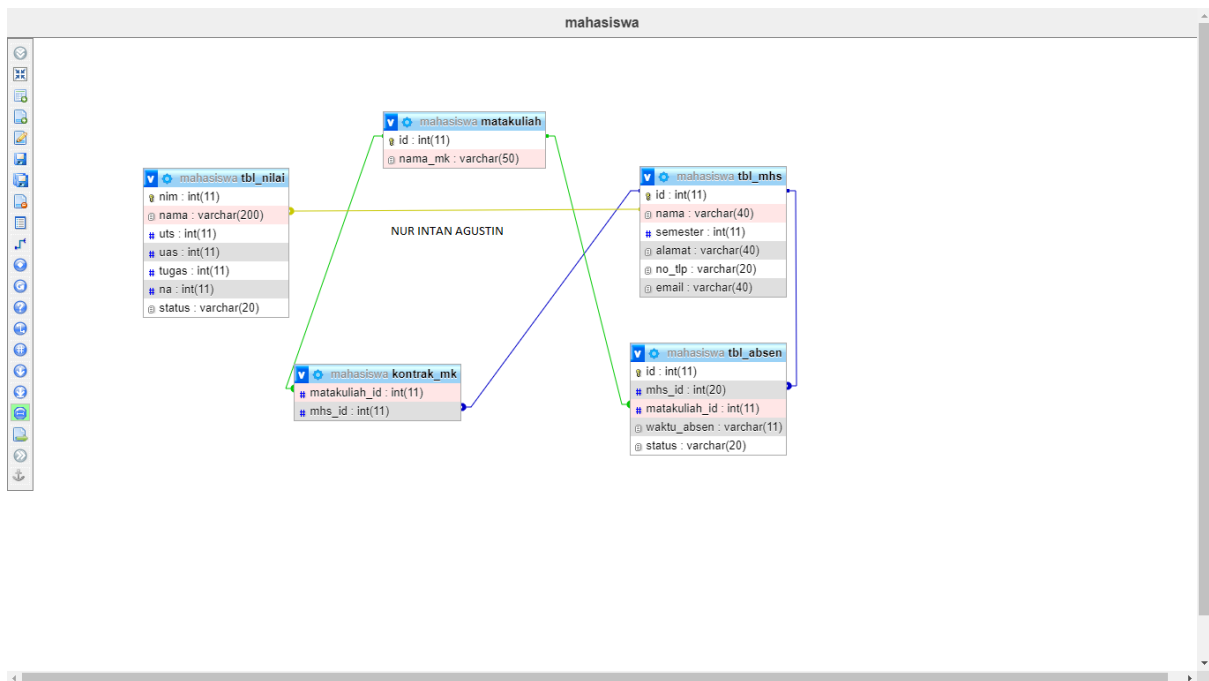 mahasiswa
mahasiswa matakuliah
id : int(11)
nama_mk : varchar(50)
mahasiswa tbl_nilai
nim : int(11)
nama : varchar(200)
uts : int(11)
uas : int(11)
tugas : int(11)
na : int(11)
status : varchar(20)
NUR INTAN AGUSTIN
mahasiswa tbl_mhs
id : int(11)
nama : varchar(40)
semester : int(11)
alamat : varchar(40)
no_tlp : varchar(20)
email : varchar(40)
mahasiswa kontrak_mk
matakuliah_id : int(11)
mhs_id : int(11)
mahasiswa tbl_absen
id : int(11)
mhs_id : int(20)
matakuliah_id : int(11)
waktu_absen : varchar(11)
status : varchar(20)